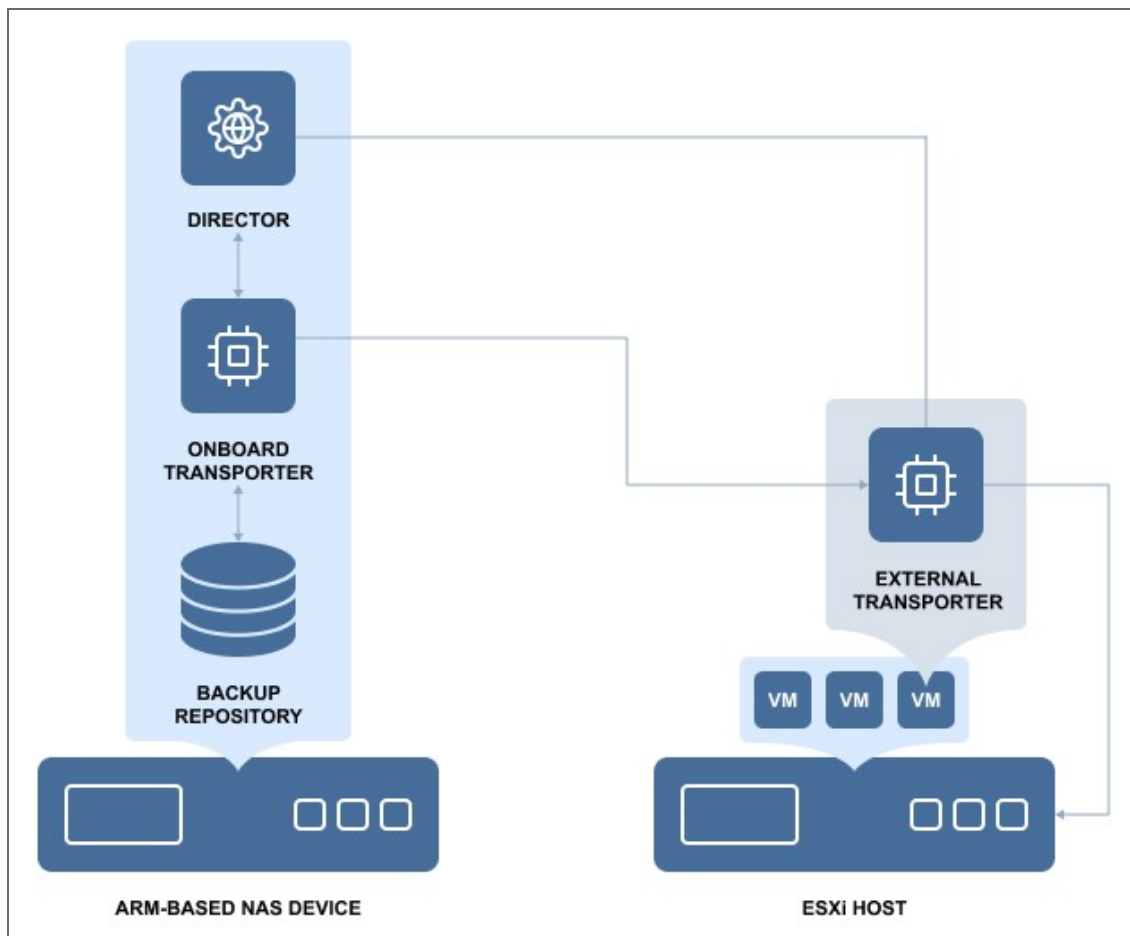 DIRECTOR
ONBOARD
TRANSPORTER
BACKUP
REPOSITORY
ARM-BASED NAS DEVICE
EXTERNAL
TRANSPORTER
VM
VM
VM
ESXi HOST